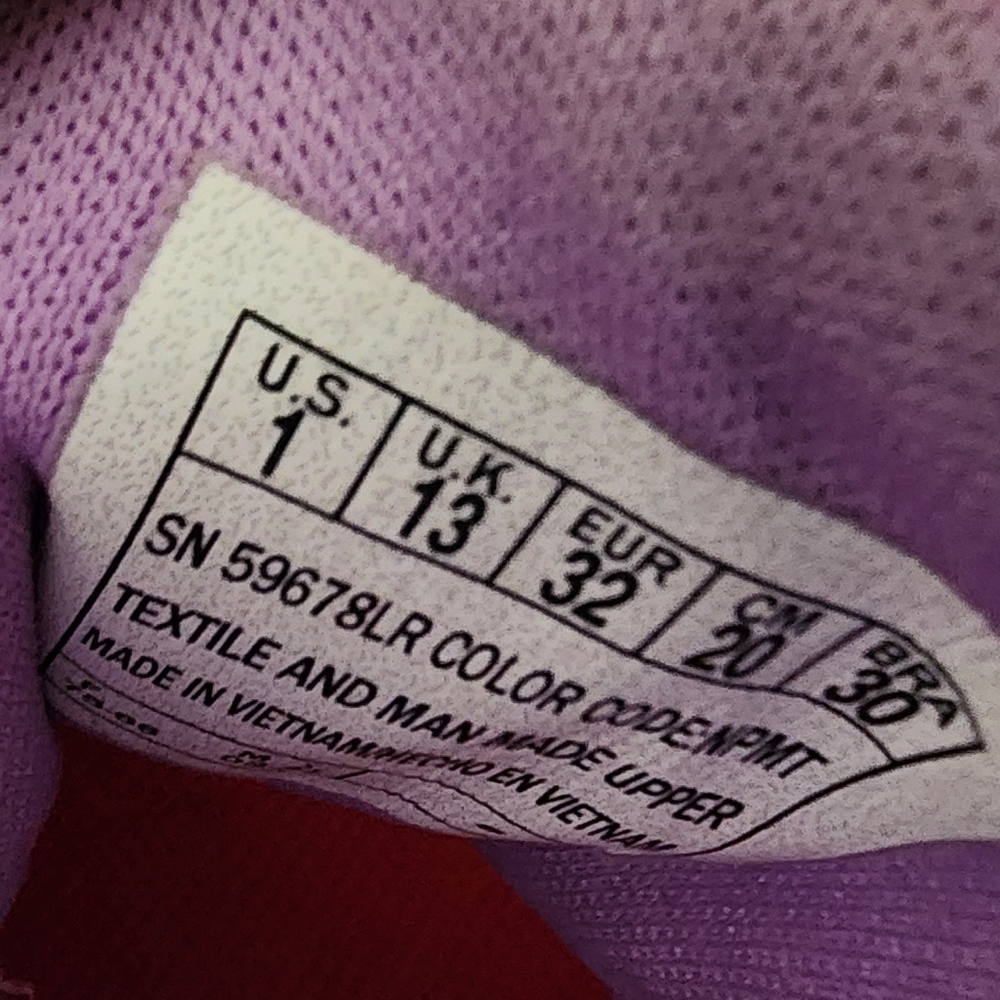 U.S. U.K. EUR CM BRA
1 13 32 20 30
SN 59678LR COLOR CODE:NPMT
TEXTILE AND MAN MADE UPPER
MADE IN VIETNAM/HECHO EN VIETNAM